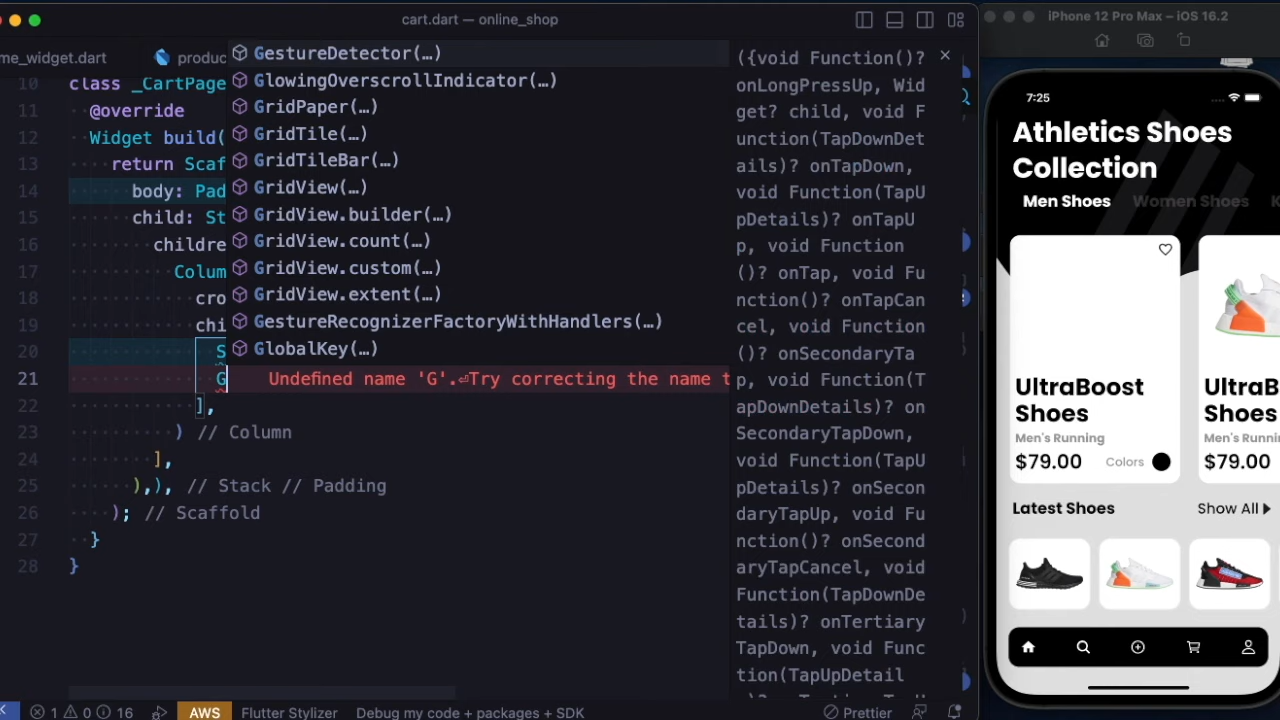 cart.dart — online_shop
iPhone 12 Pro Max – iOS 16.2
me_widget.dart
produc
GestureDetector(…)
GlowingOverscrollIndicator(…)
GridPaper(…)
GridTile(…)
GridTileBar(…)
GridView(…)
GridView.builder(…)
GridView.count(…)
GridView.custom(…)
GridView.extent(…)
GestureRecognizerFactoryWithHandlers(…)
GlobalKey(…)
10 class _CartPage
11 @override
12 Widget build(
13 return Scaf
14 body: Pad
15 child: St
16 childre
17 Colum
18 cro
19 chi
20 S
21 G Undefined name 'G'.⏎Try correcting the name t
22 ],
23 ) // Column
24 ],
25 ),), // Stack // Padding
26 ); // Scaffold
27 }
28 }
({void Function()?
onLongPressUp, Wid
get? child, void F
unction(TapDownDet
ails)? onTapDown,
void Function(TapU
pDetails)? onTapU
p, void Function
()? onTap, void Fu
nction()? onTapCan
cel, void Function
()? onSecondaryTa
p, void Function(T
apDownDetails)? on
SecondaryTapDown,
void Function(TapU
pDetails)? onSecon
daryTapUp, void Fu
nction()? onSecond
aryTapCancel, void
Function(TapDownDe
tails)? onTertiary
TapDown, void Func
tion(TapUpDetail
7:25
Athletics Shoes
Collection
Men Shoes Women Shoes K
UltraBoost
Shoes
Men's Running
$79.00 Colors
UltraB
Shoes
Men's Runni
$79.00
Latest Shoes Show All
1 0 16 AWS Flutter Stylizer Debug my code + packages + SDK Prettier